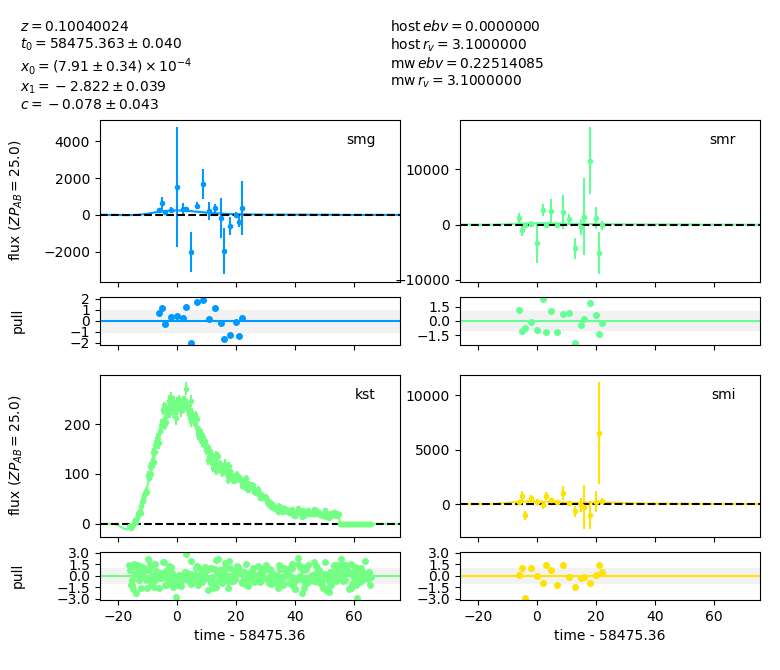 z = 0.10040024
t₀ = 58475.363 ± 0.040
x₀ = (7.91 ± 0.34) × 10⁻⁴
x₁ = −2.822 ± 0.039
c = −0.078 ± 0.043
host ebv = 0.0000000
host r_v = 3.1000000
mw ebv = 0.22514085
mw r_v = 3.1000000
flux (ZP_AB = 25.0)
4000
2000
0
−2000
smg
10000
0
−10000
smr
pull
2
1
0
−1
−2
1.5
0.0
−1.5
flux (ZP_AB = 25.0)
200
100
0
kst
10000
5000
0
smi
pull
3.0
1.5
0.0
−1.5
−3.0
−20 0 20 40 60
time - 58475.36
3.0
1.5
0.0
−1.5
−3.0
−20 0 20 40 60
time - 58475.36